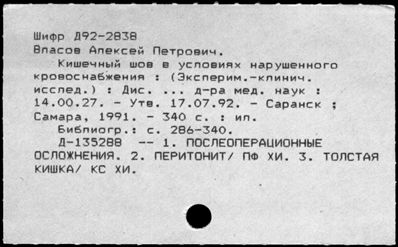 Шифр Д92-2838
Власов Алексей Петрович.
Кишечный шов в условиях нарушенного
кровоснабжения : (Эксперим.-клинич.
исслед.) : Дис. ... д-ра мед. наук :
14.00.27. - Утв. 17.07.92. - Саранск ;
Самара, 1991. - 340 с. : ил.
Библиогр.: с. 286-340.
Д-135288 -- 1. ПОСЛЕОПЕРАЦИОННЫЕ
ОСЛОЖНЕНИЯ. 2. ПЕРИТОНИТ/ ПФ ХИ. 3. ТОЛСТАЯ
КИШКА/ КС ХИ.